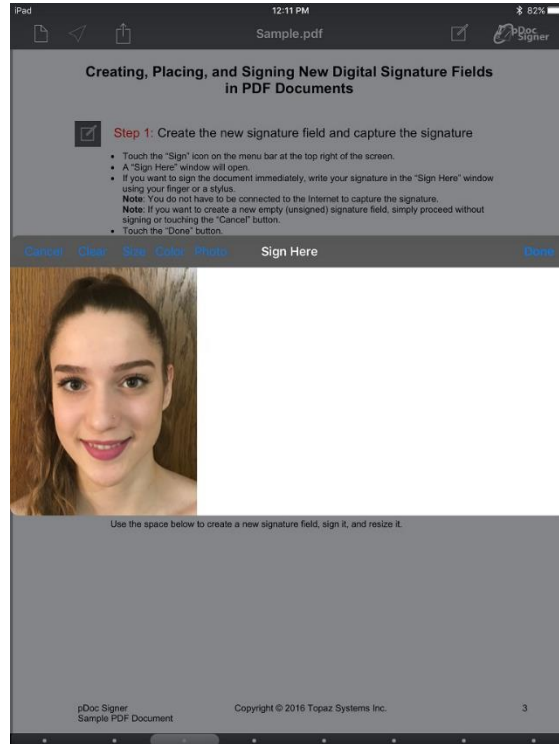 iPad 12:11 PM 82%
Sample.pdf pDoc Signer
Creating, Placing, and Signing New Digital Signature Fields
in PDF Documents
Step 1: Create the new signature field and capture the signature
• Touch the "Sign" icon on the menu bar at the top right of the screen.
• A "Sign Here" window will open.
• If you want to sign the document immediately, write your signature in the "Sign Here" window
using your finger or a stylus.
Note: You do not have to be connected to the Internet to capture the signature.
Note: If you want to create a new empty (unsigned) signature field, simply proceed without
signing or touching the "Cancel" button.
• Touch the "Done" button.
Cancel Clear Size Color Photo Sign Here Done
Use the space below to create a new signature field, sign it, and resize it.
pDoc Signer Copyright © 2016 Topaz Systems Inc. 3
Sample PDF Document